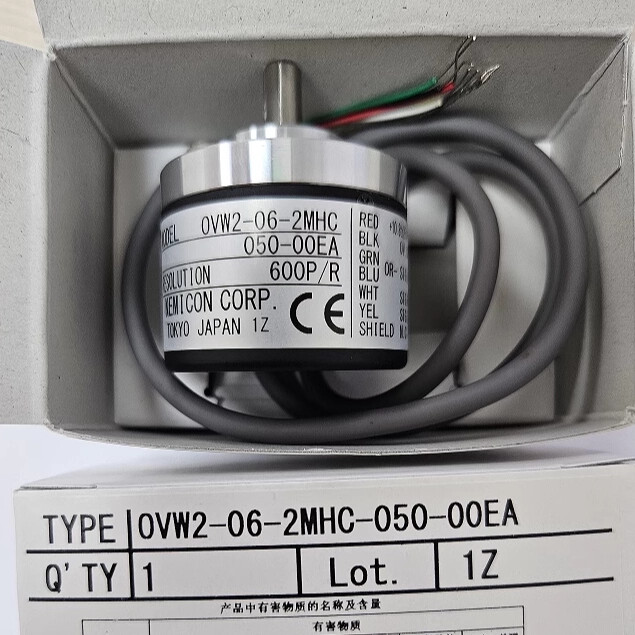 OVW2-06-2MHC
050-00EA
600P/R
NEMICON CORP.
TOKYO JAPAN 1Z
CE
RED
BLK
GRN
BLU OR-
WHT
YEL
SHIELD
TYPE OVW2-06-2MHC-050-00EA
Q'TY 1 Lot. 1Z
产品中有害物质的名称及含量
有害物质